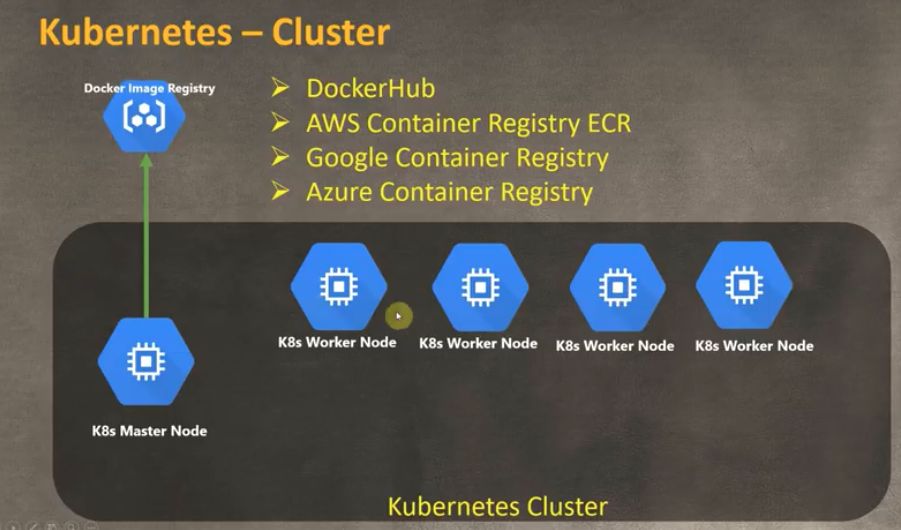 Kubernetes – Cluster
Docker Image Registry
➢ DockerHub
➢ AWS Container Registry ECR
➢ Google Container Registry
➢ Azure Container Registry
K8s Worker Node
K8s Worker Node
K8s Worker Node
K8s Worker Node
K8s Master Node
Kubernetes Cluster